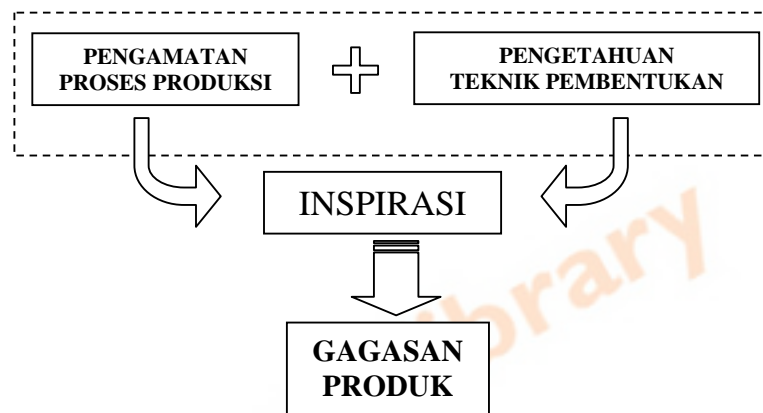 PENGAMATAN
PROSES PRODUKSI
PENGETAHUAN
TEKNIK PEMBENTUKAN
INSPIRASI
GAGASAN
PRODUK